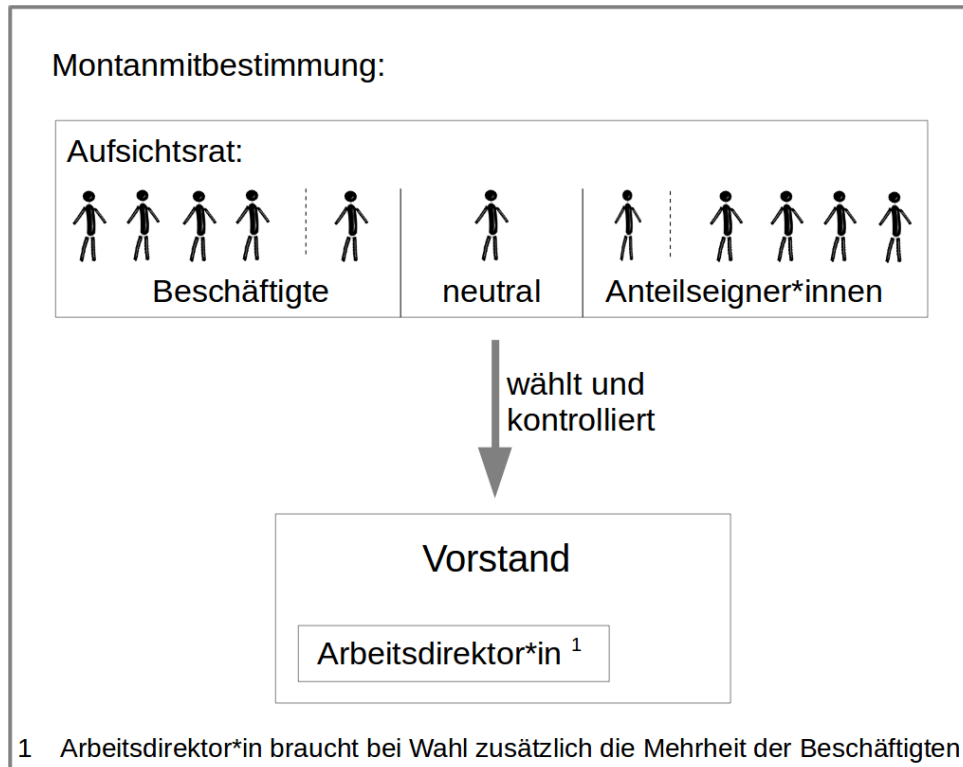 Montanmitbestimmung:
Aufsichtsrat:
Beschäftigte
neutral
Anteilseigner*innen
wählt und
kontrolliert
Vorstand
Arbeitsdirektor*in 1
1 Arbeitsdirektor*in braucht bei Wahl zusätzlich die Mehrheit der Beschäftigten